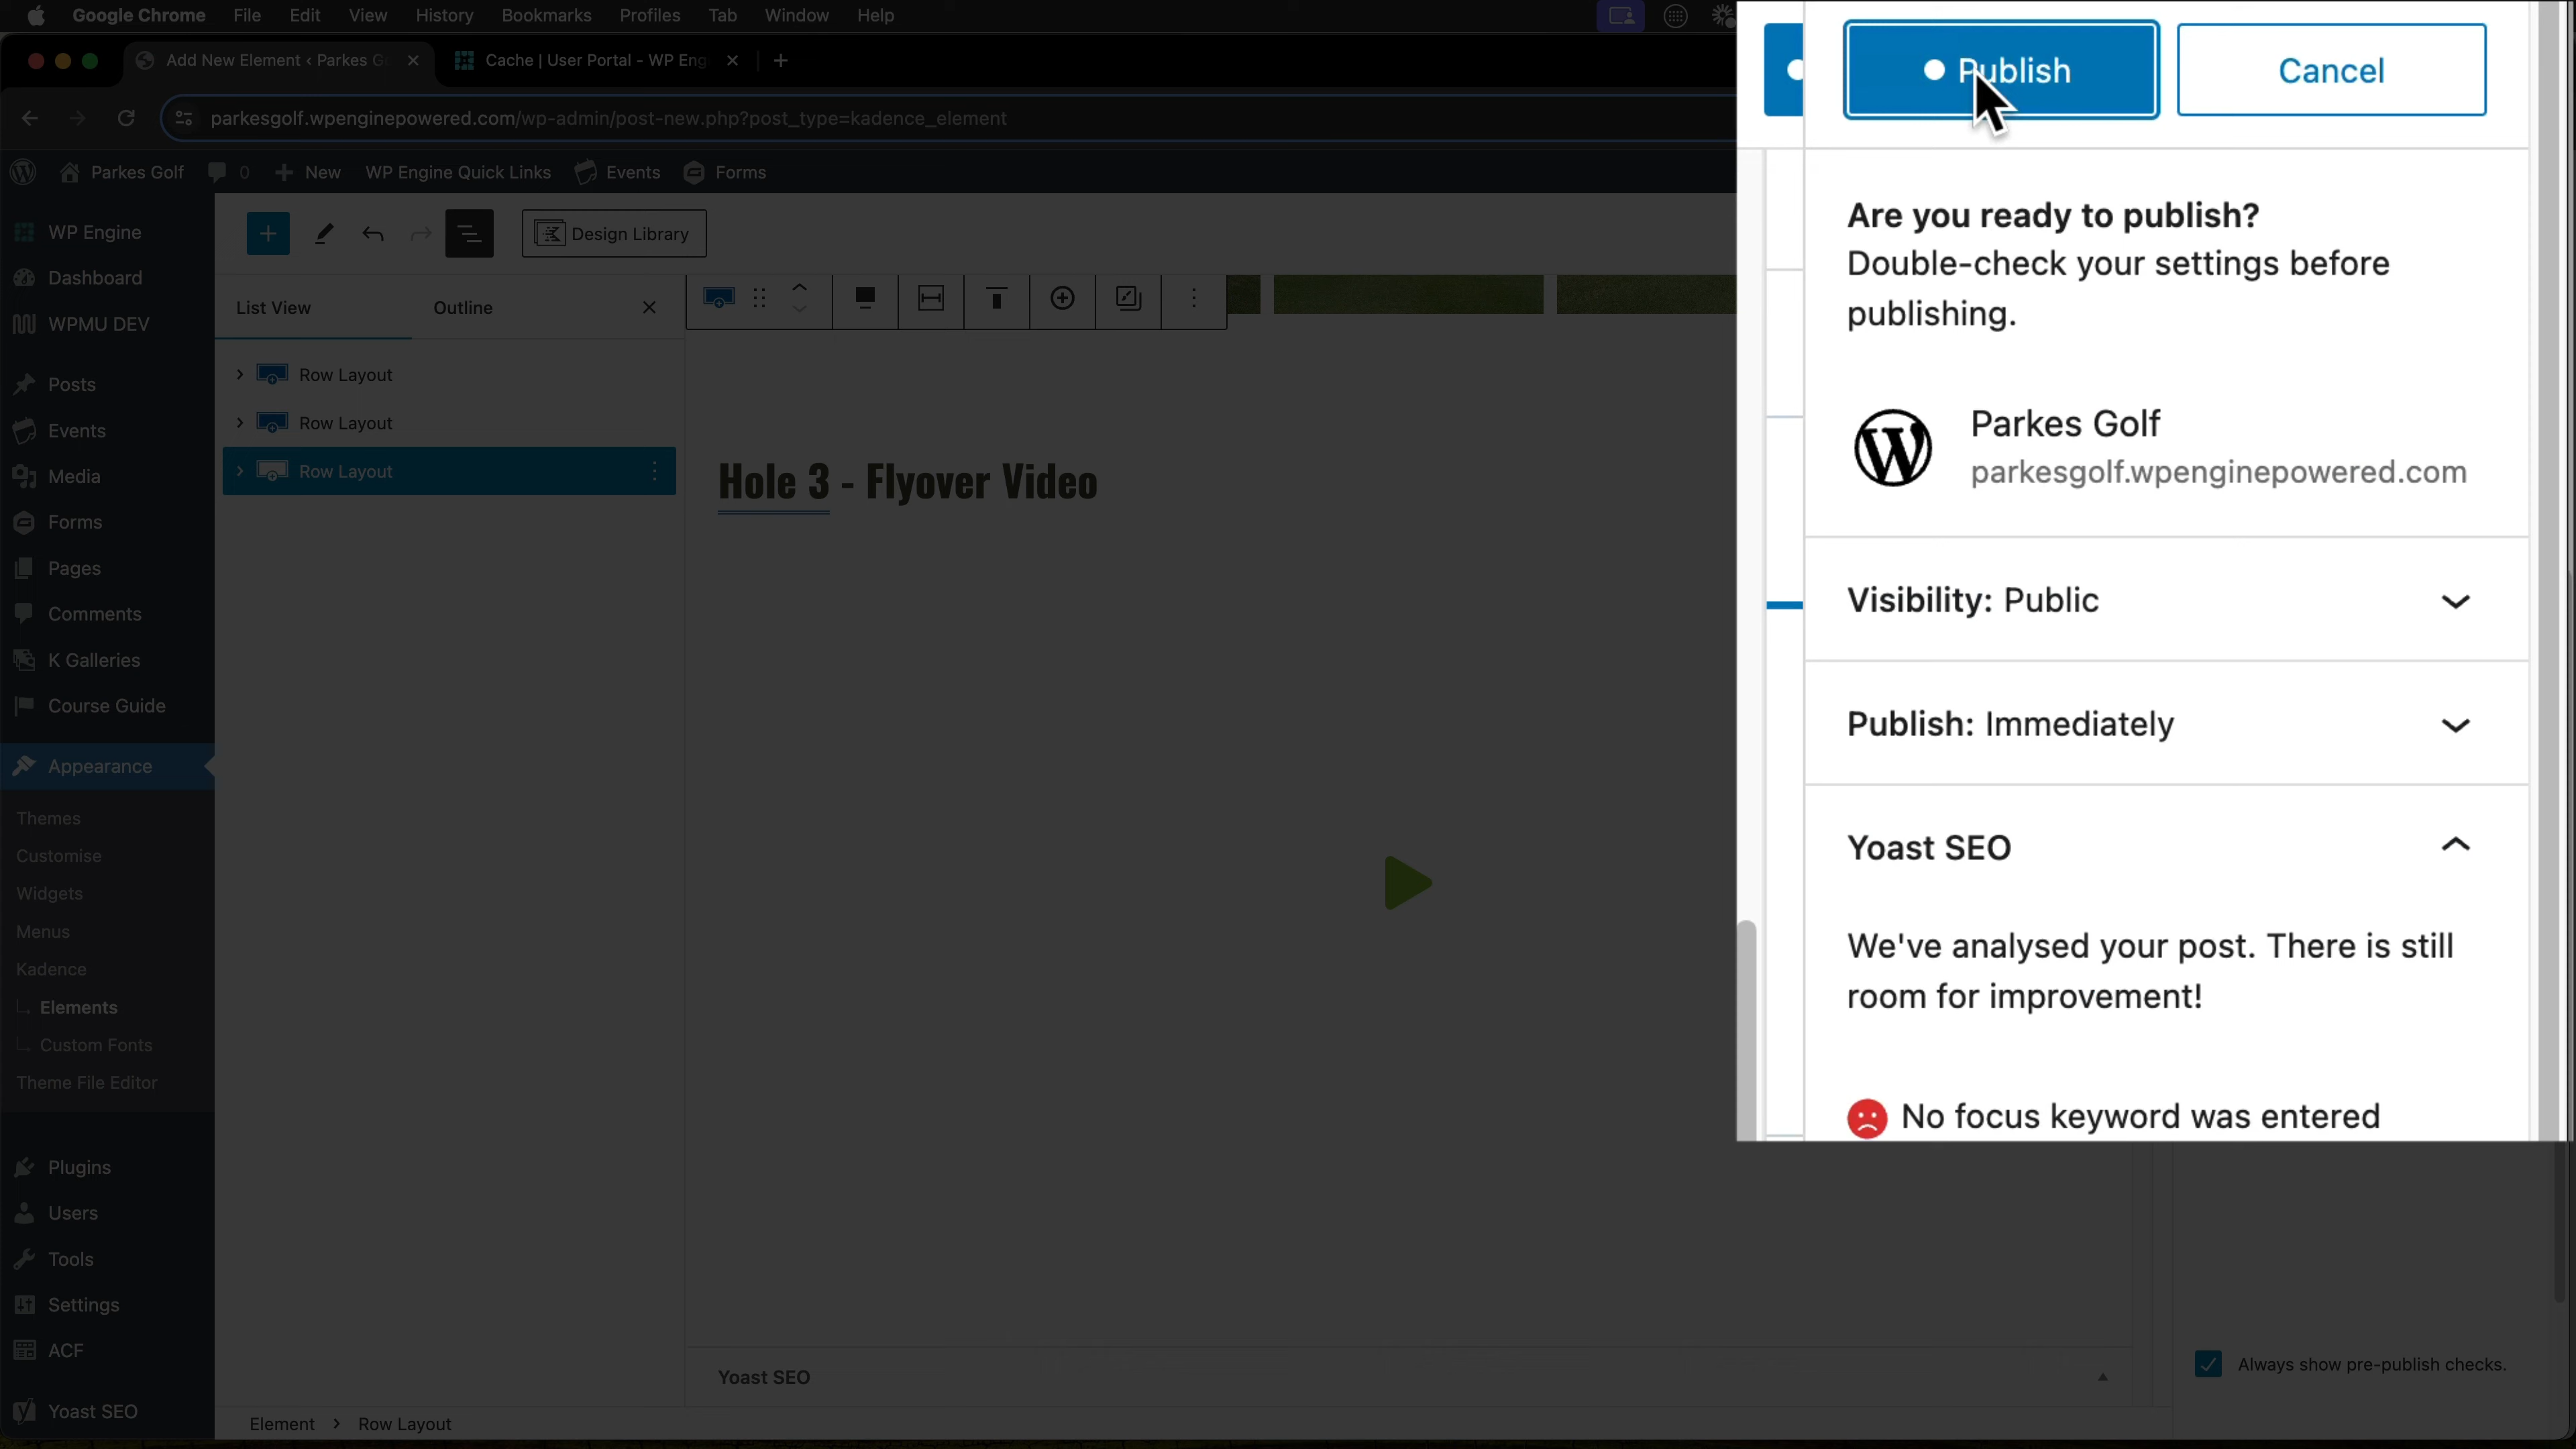 Google Chrome File Edit View History Bookmarks Profiles Tab Window Help
Add New Element ‹ Parkes G
Cache | User Portal - WP Eng
parkesgolf.wpenginepowered.com/wp-admin/post-new.php?post_type=kadence_element
Parkes Golf 0 New WP Engine Quick Links Events Forms
WP Engine
Dashboard
WPMU DEV
Posts
Events
Media
Forms
Pages
Comments
K Galleries
Course Guide
Appearance
Themes
Customise
Widgets
Menus
Kadence
Elements
Custom Fonts
Theme File Editor
Plugins
Users
Tools
Settings
ACF
Yoast SEO
Design Library
List View Outline
Row Layout
Row Layout
Row Layout
Hole 3 - Flyover Video
Yoast SEO
Element > Row Layout
Publish Cancel
Are you ready to publish?
Double-check your settings before
publishing.
Parkes Golf
parkesgolf.wpenginepowered.com
Visibility: Public
Publish: Immediately
Yoast SEO
We've analysed your post. There is still
room for improvement!
No focus keyword was entered
Always show pre-publish checks.